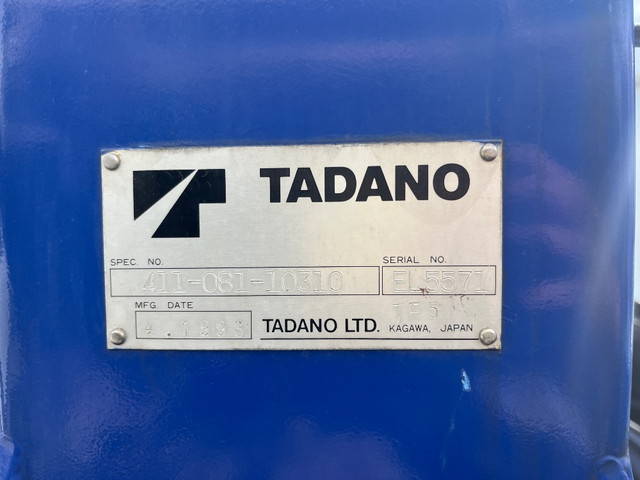 TADANO
SPEC. NO. SERIAL NO.
411-081-10310 EL5571
MFG. DATE
TADANO LTD. KAGAWA, JAPAN